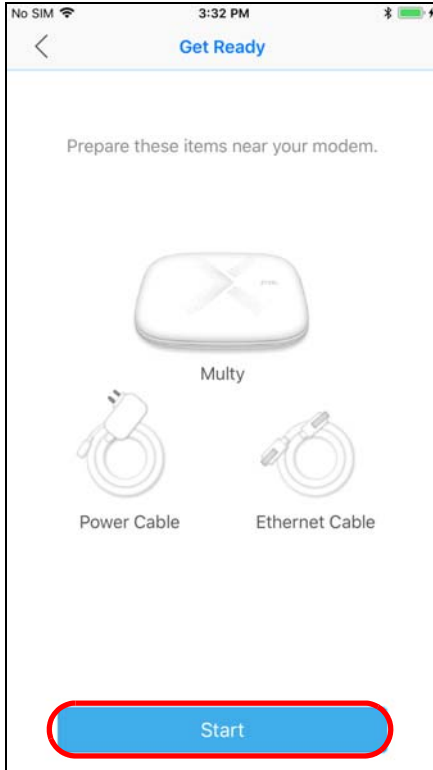 No SIM 3:32 PM
Get Ready
Prepare these items near your modem.
Multy
Power Cable Ethernet Cable
Start